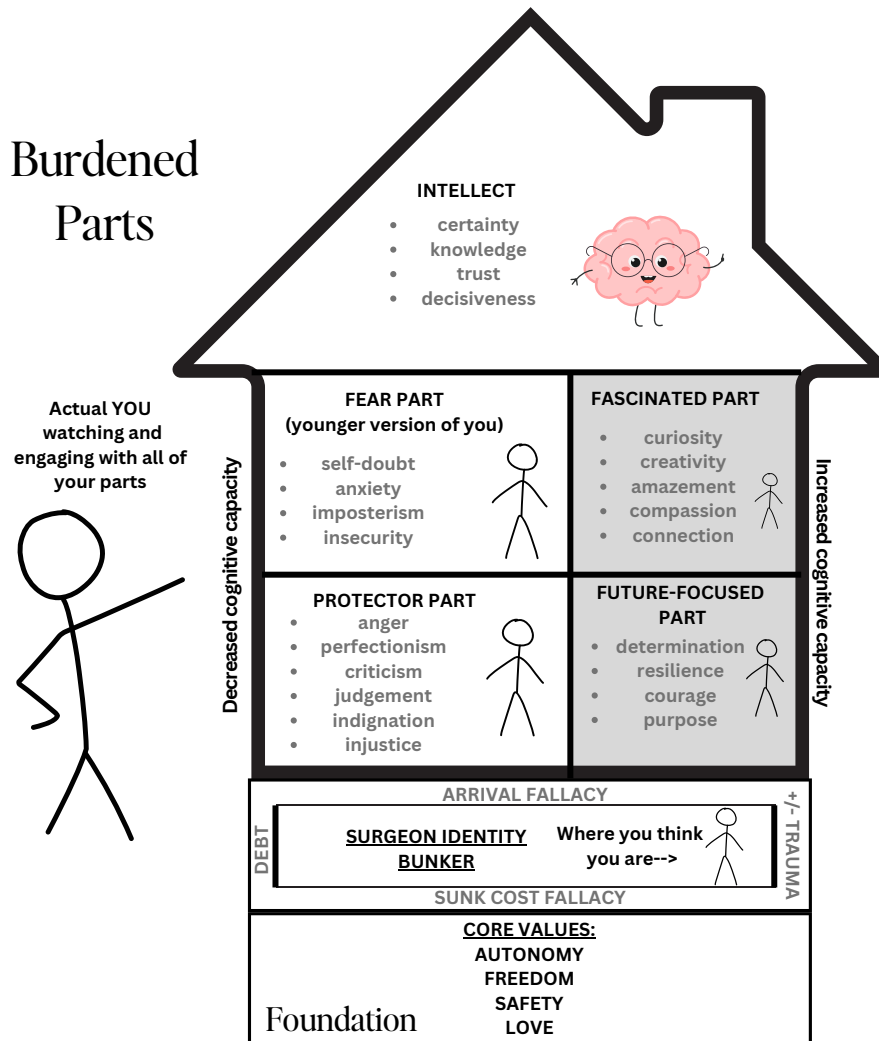 Burdened
Parts
INTELLECT
• certainty
• knowledge
• trust
• decisiveness
Actual YOU
watching and
engaging with all of
your parts
Decreased cognitive capacity
FEAR PART
(younger version of you)
• self-doubt
• anxiety
• imposterism
• insecurity
FASCINATED PART
• curiosity
• creativity
• amazement
• compassion
• connection
Increased cognitive capacity
PROTECTOR PART
• anger
• perfectionism
• criticism
• judgement
• indignation
• injustice
FUTURE-FOCUSED
PART
• determination
• resilience
• courage
• purpose
ARRIVAL FALLACY
DEBT
SURGEON IDENTITY
BUNKER
Where you think
you are-->
+/- TRAUMA
SUNK COST FALLACY
CORE VALUES:
AUTONOMY
FREEDOM
SAFETY
LOVE
Foundation